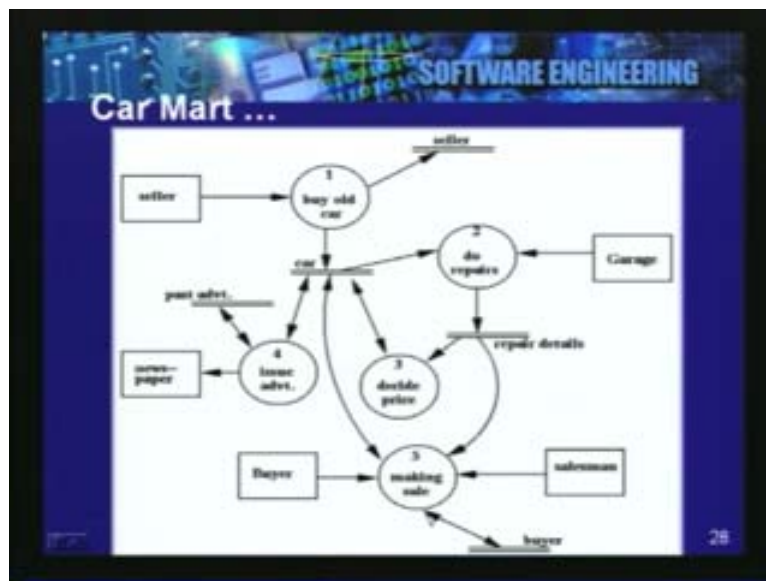 SOFTWARE ENGINEERING
Car Mart ...
seller
1
buy old
car
seller
2
do
repairs
Garage
car
past advt.
repair details
4
issue
advt.
news-
paper
3
decide
price
5
making
sale
Buyer
salesman
buyer
28